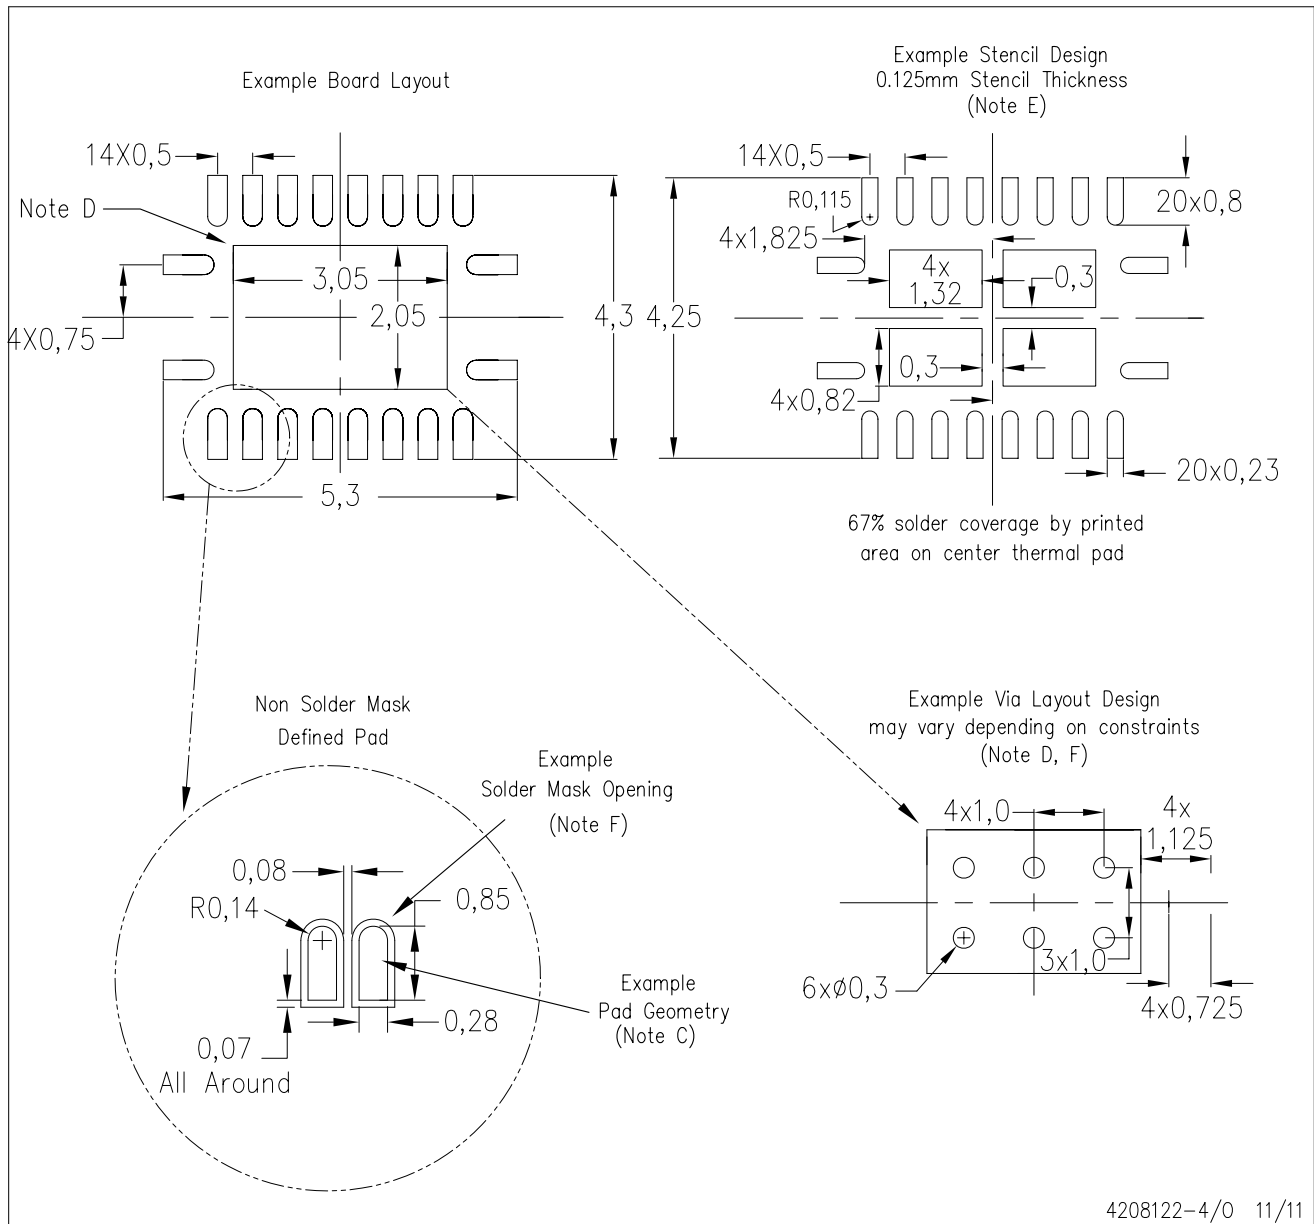 Example Board Layout
14X0,5
Note D
3,05
2,05
4,3
4X0,75
5,3
Example Stencil Design
0.125mm Stencil Thickness
(Note E)
14X0,5
R0,115
20x0,8
4x1,825
4x
1,32
0,3
4,25
0,3
4x0,82
20x0,23
67% solder coverage by printed
area on center thermal pad
Non Solder Mask
Defined Pad
Example
Solder Mask Opening
(Note F)
0,08
R0,14
0,85
Example
Pad Geometry
(Note C)
0,28
0,07
All Around
Example Via Layout Design
may vary depending on constraints
(Note D, F)
4x1,0
4x
1,125
3x1,0
6xø0,3
4x0,725
4208122-4/O 11/11